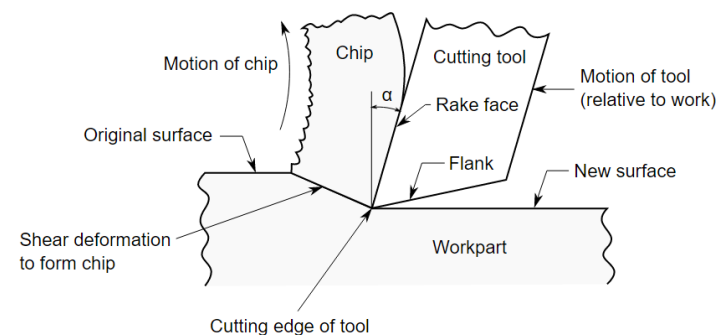 Chip
Cutting tool
Motion of chip
α
Motion of tool
(relative to work)
Rake face
Original surface
Flank
New surface
Shear deformation
to form chip
Workpart
Cutting edge of tool